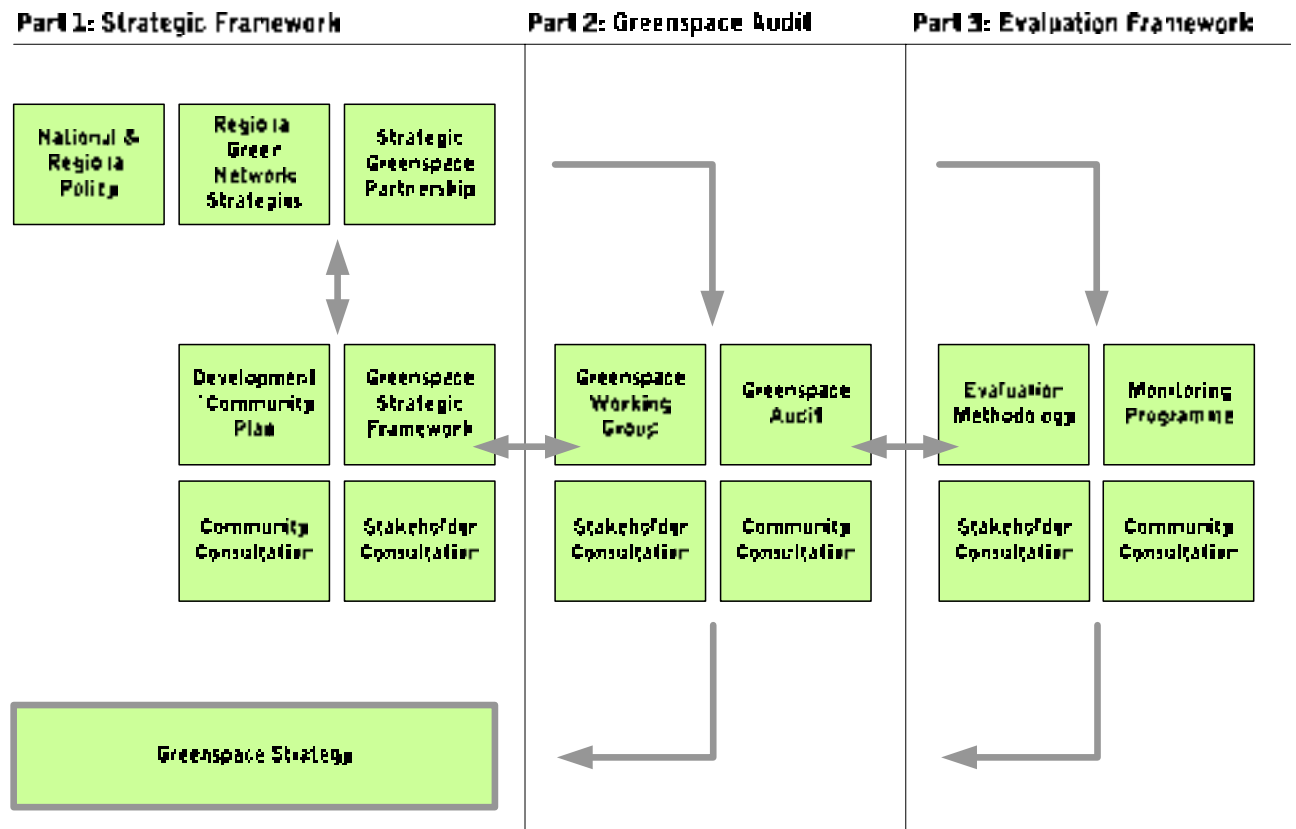 Part 1: Strategic Framework
Part 2: Greenspace Audit
Part 3: Evaluation Framework
National &
Regional
Policy
Regional
Green
Network
Strategies
Strategic
Greenspace
Partnership
Development
Community
Plan
Greenspace
Strategic
Framework
Community
Consultation
Stakeholder
Consultation
Greenspace
Working
Group
Greenspace
Audit
Stakeholder
Consultation
Community
Consultation
Evaluation
Methodology
Monitoring
Programme
Stakeholder
Consultation
Community
Consultation
Greenspace Strategy